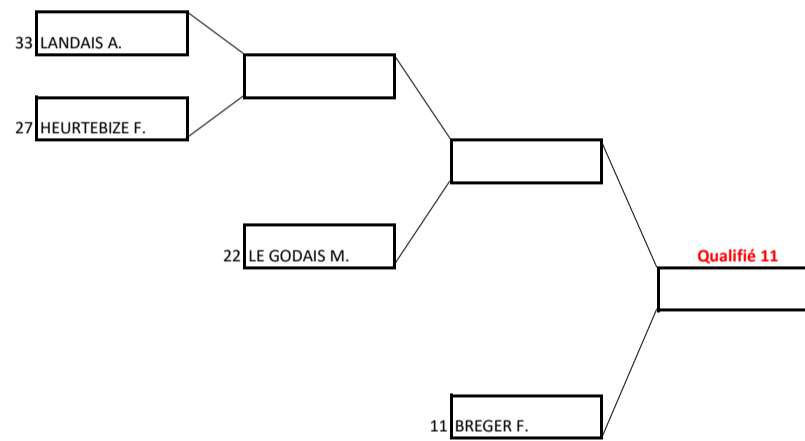 33 LANDAIS A.
27 HEURTEBIZE F.
22 LE GODAIS M.
Qualifié 11
11 BREGER F.